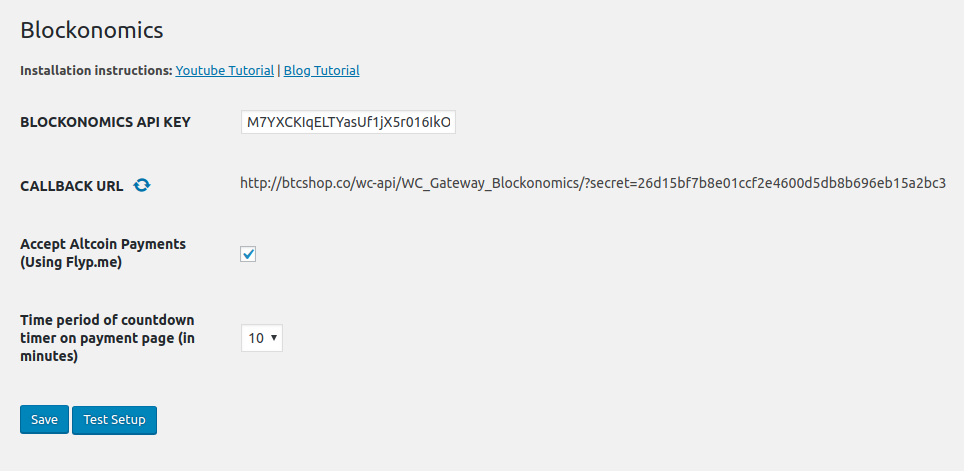 Blockonomics
Installation instructions: Youtube Tutorial | Blog Tutorial
BLOCKONOMICS API KEY M7YXCKIqELTYasUf1jX5r016IkO
CALLBACK URL http://btcshop.co/wc-api/WC_Gateway_Blockonomics/?secret=26d15bf7b8e01ccf2e4600d5db8b696eb15a2bc3
Accept Altcoin Payments
(Using Flyp.me)
Time period of countdown
timer on payment page (in
minutes)
10
Save Test Setup